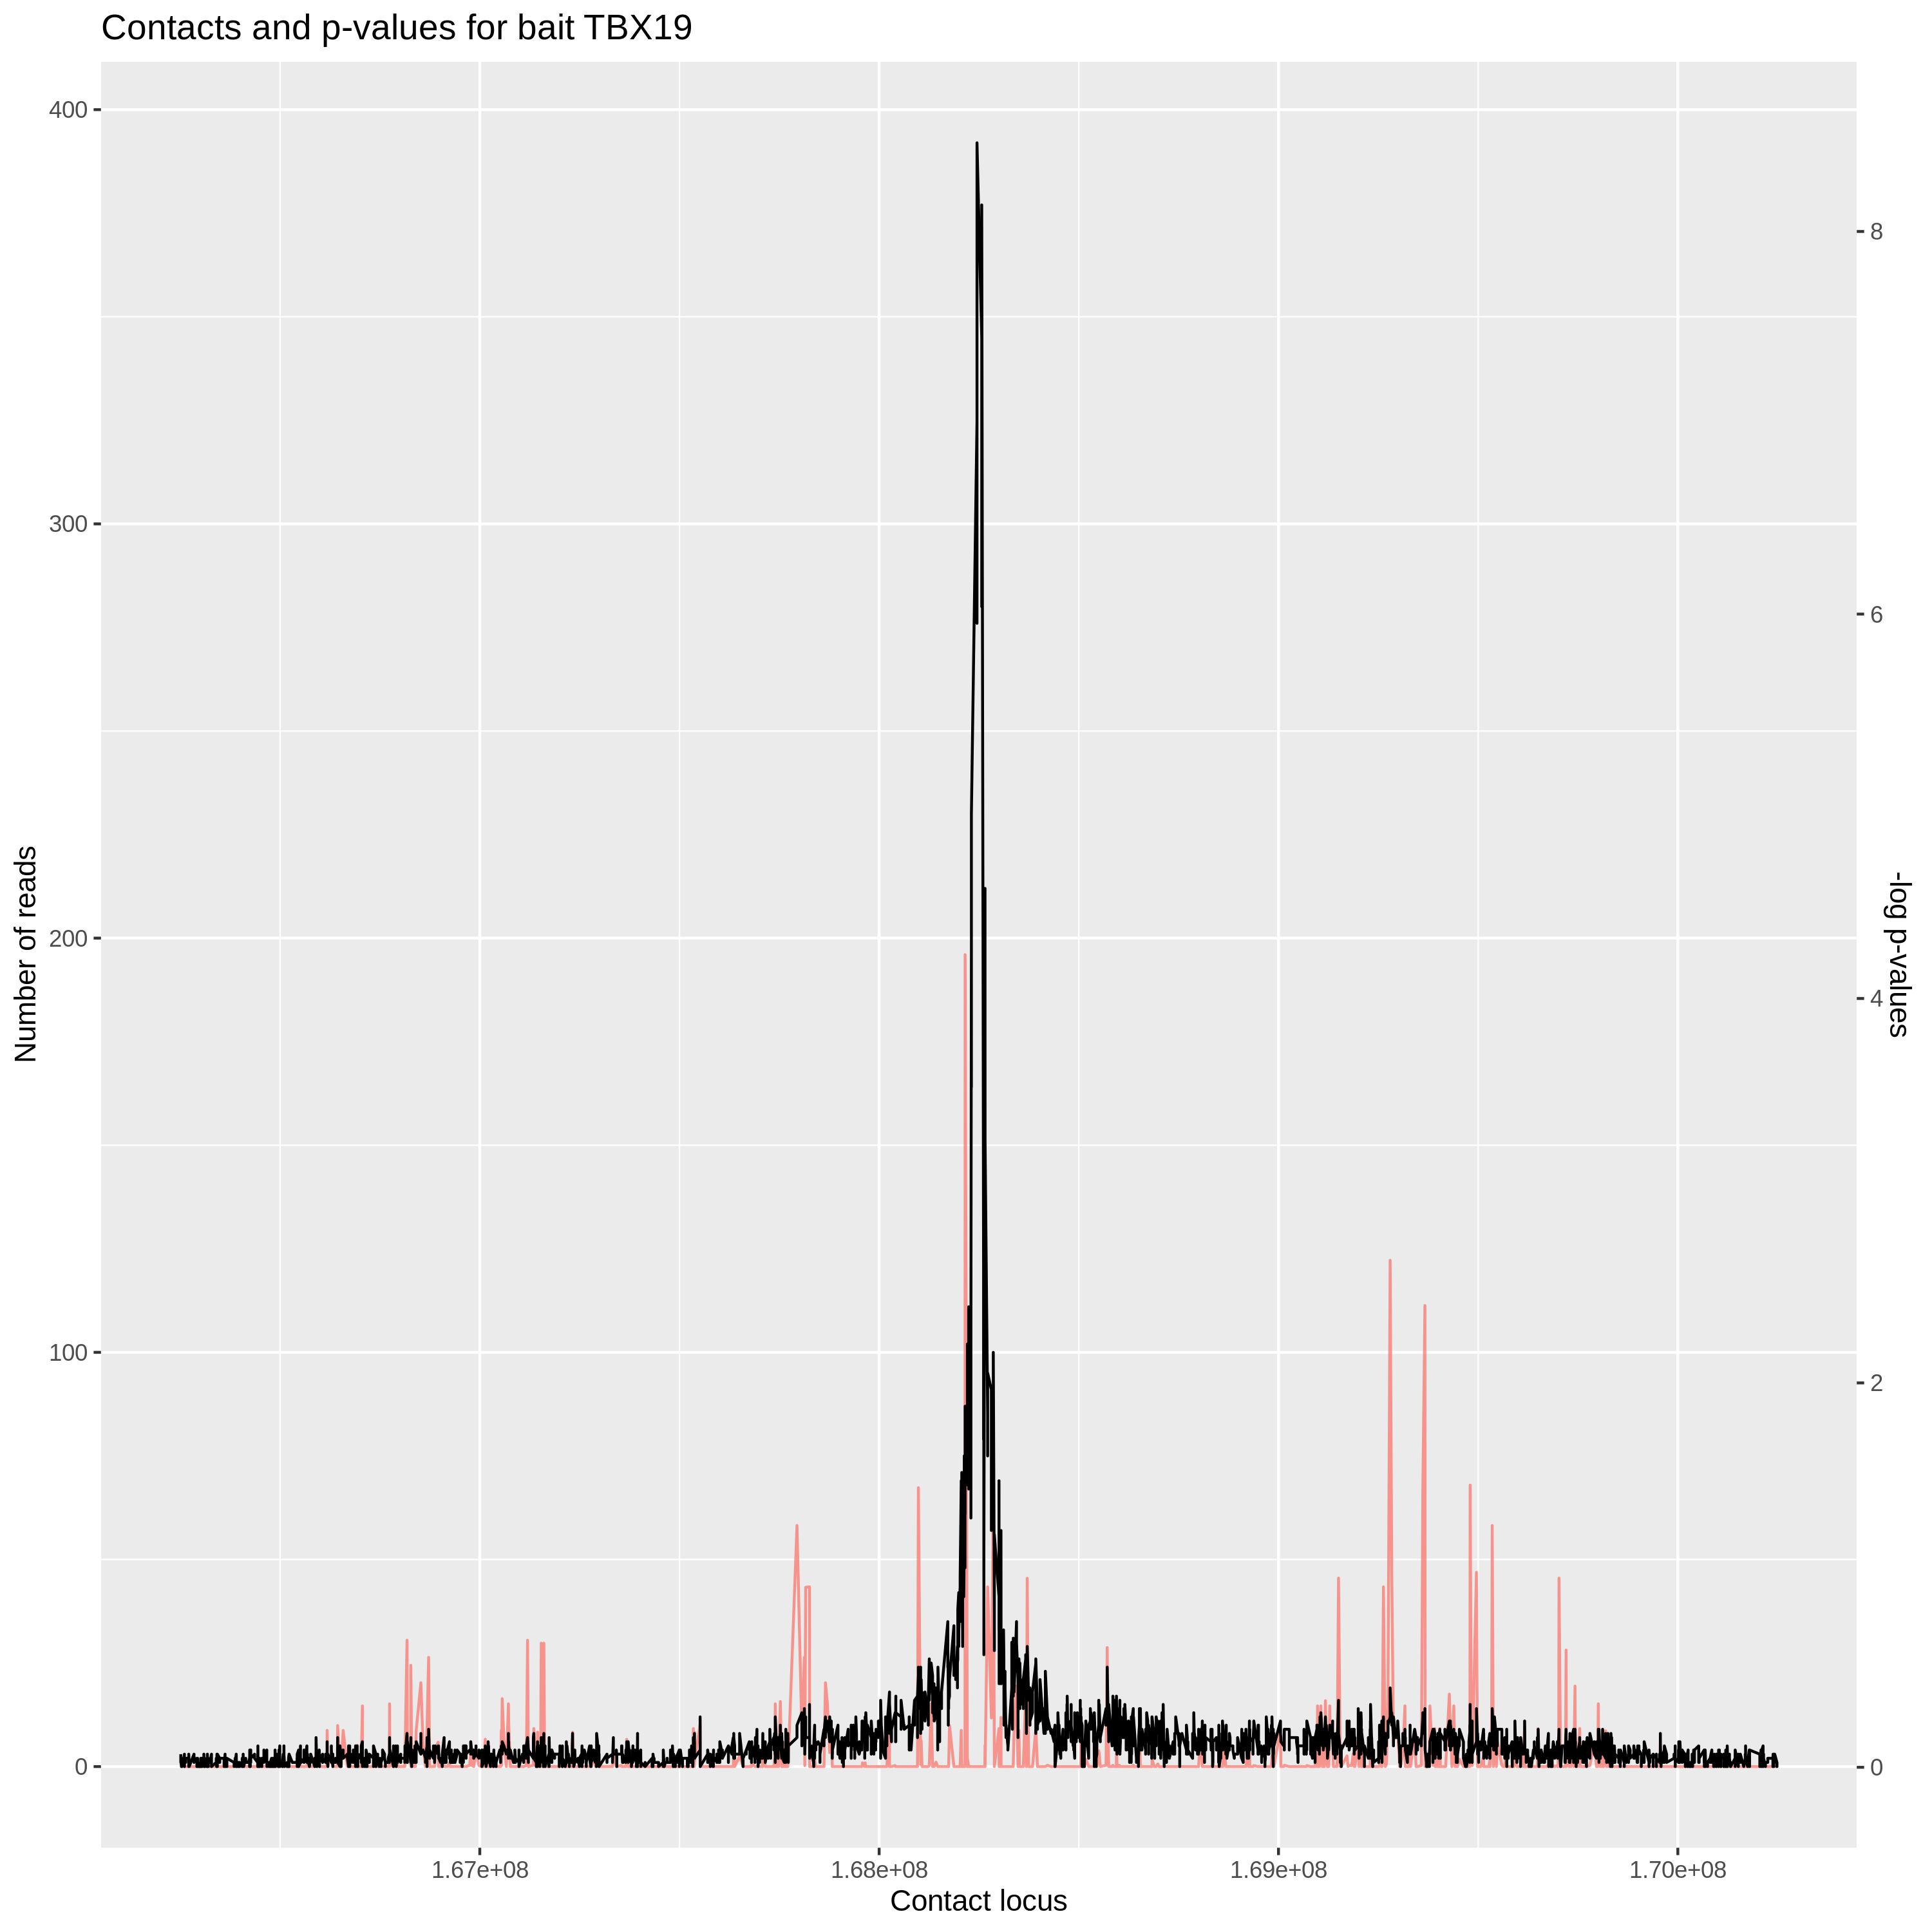 Contacts and p-values for bait TBX19
400
300
200
100
0
Number of reads
8
6
4
2
0
-log p-values
1.67e+08
1.68e+08
1.69e+08
1.70e+08
Contact locus